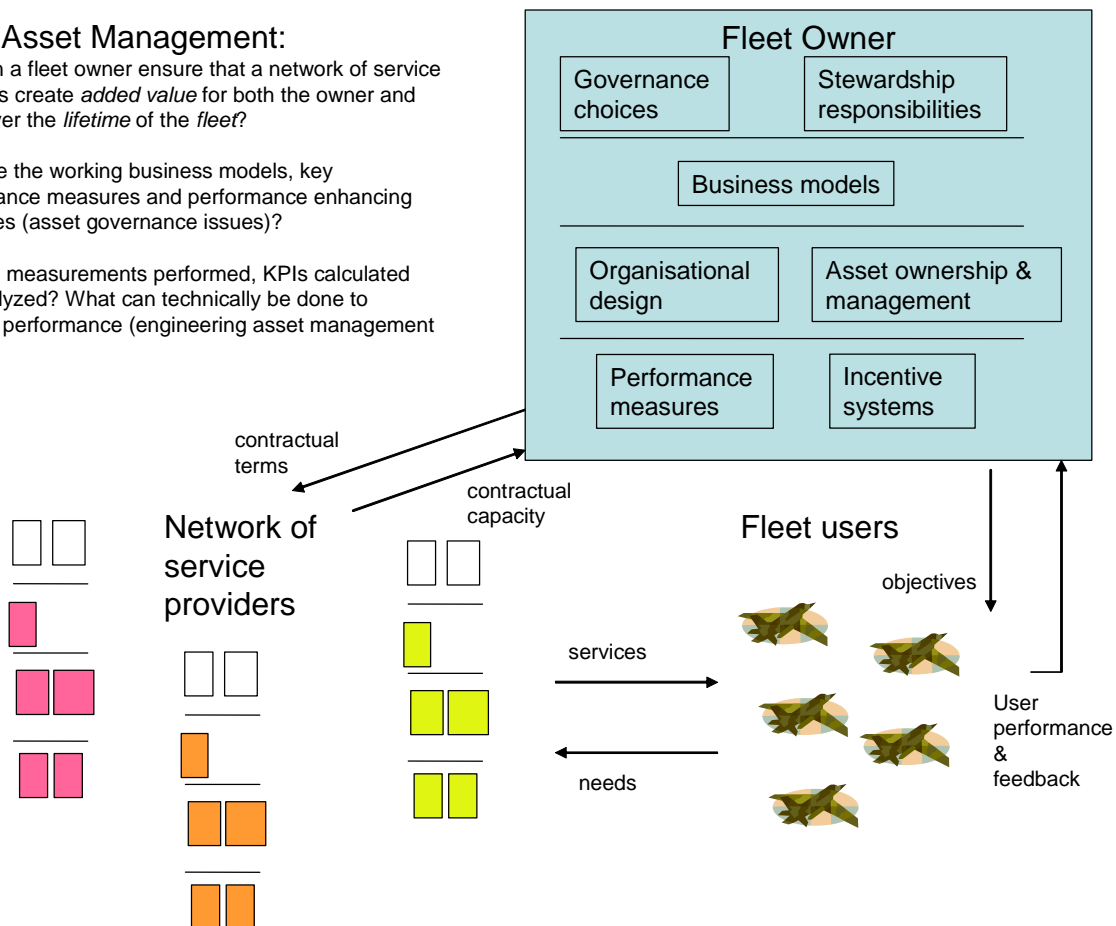 Asset Management:
n a fleet owner ensure that a network of service
s create added value for both the owner and
ver the lifetime of the fleet?
e the working business models, key
ance measures and performance enhancing
es (asset governance issues)?
measurements performed, KPIs calculated
lyzed? What can technically be done to
performance (engineering asset management
Fleet Owner
Governance
choices
Stewardship
responsibilities
Business models
Organisational
design
Asset ownership &
management
Performance
measures
Incentive
systems
contractual
terms
contractual
capacity
Network of
service
providers
Fleet users
objectives
services
needs
User
performance
&
feedback